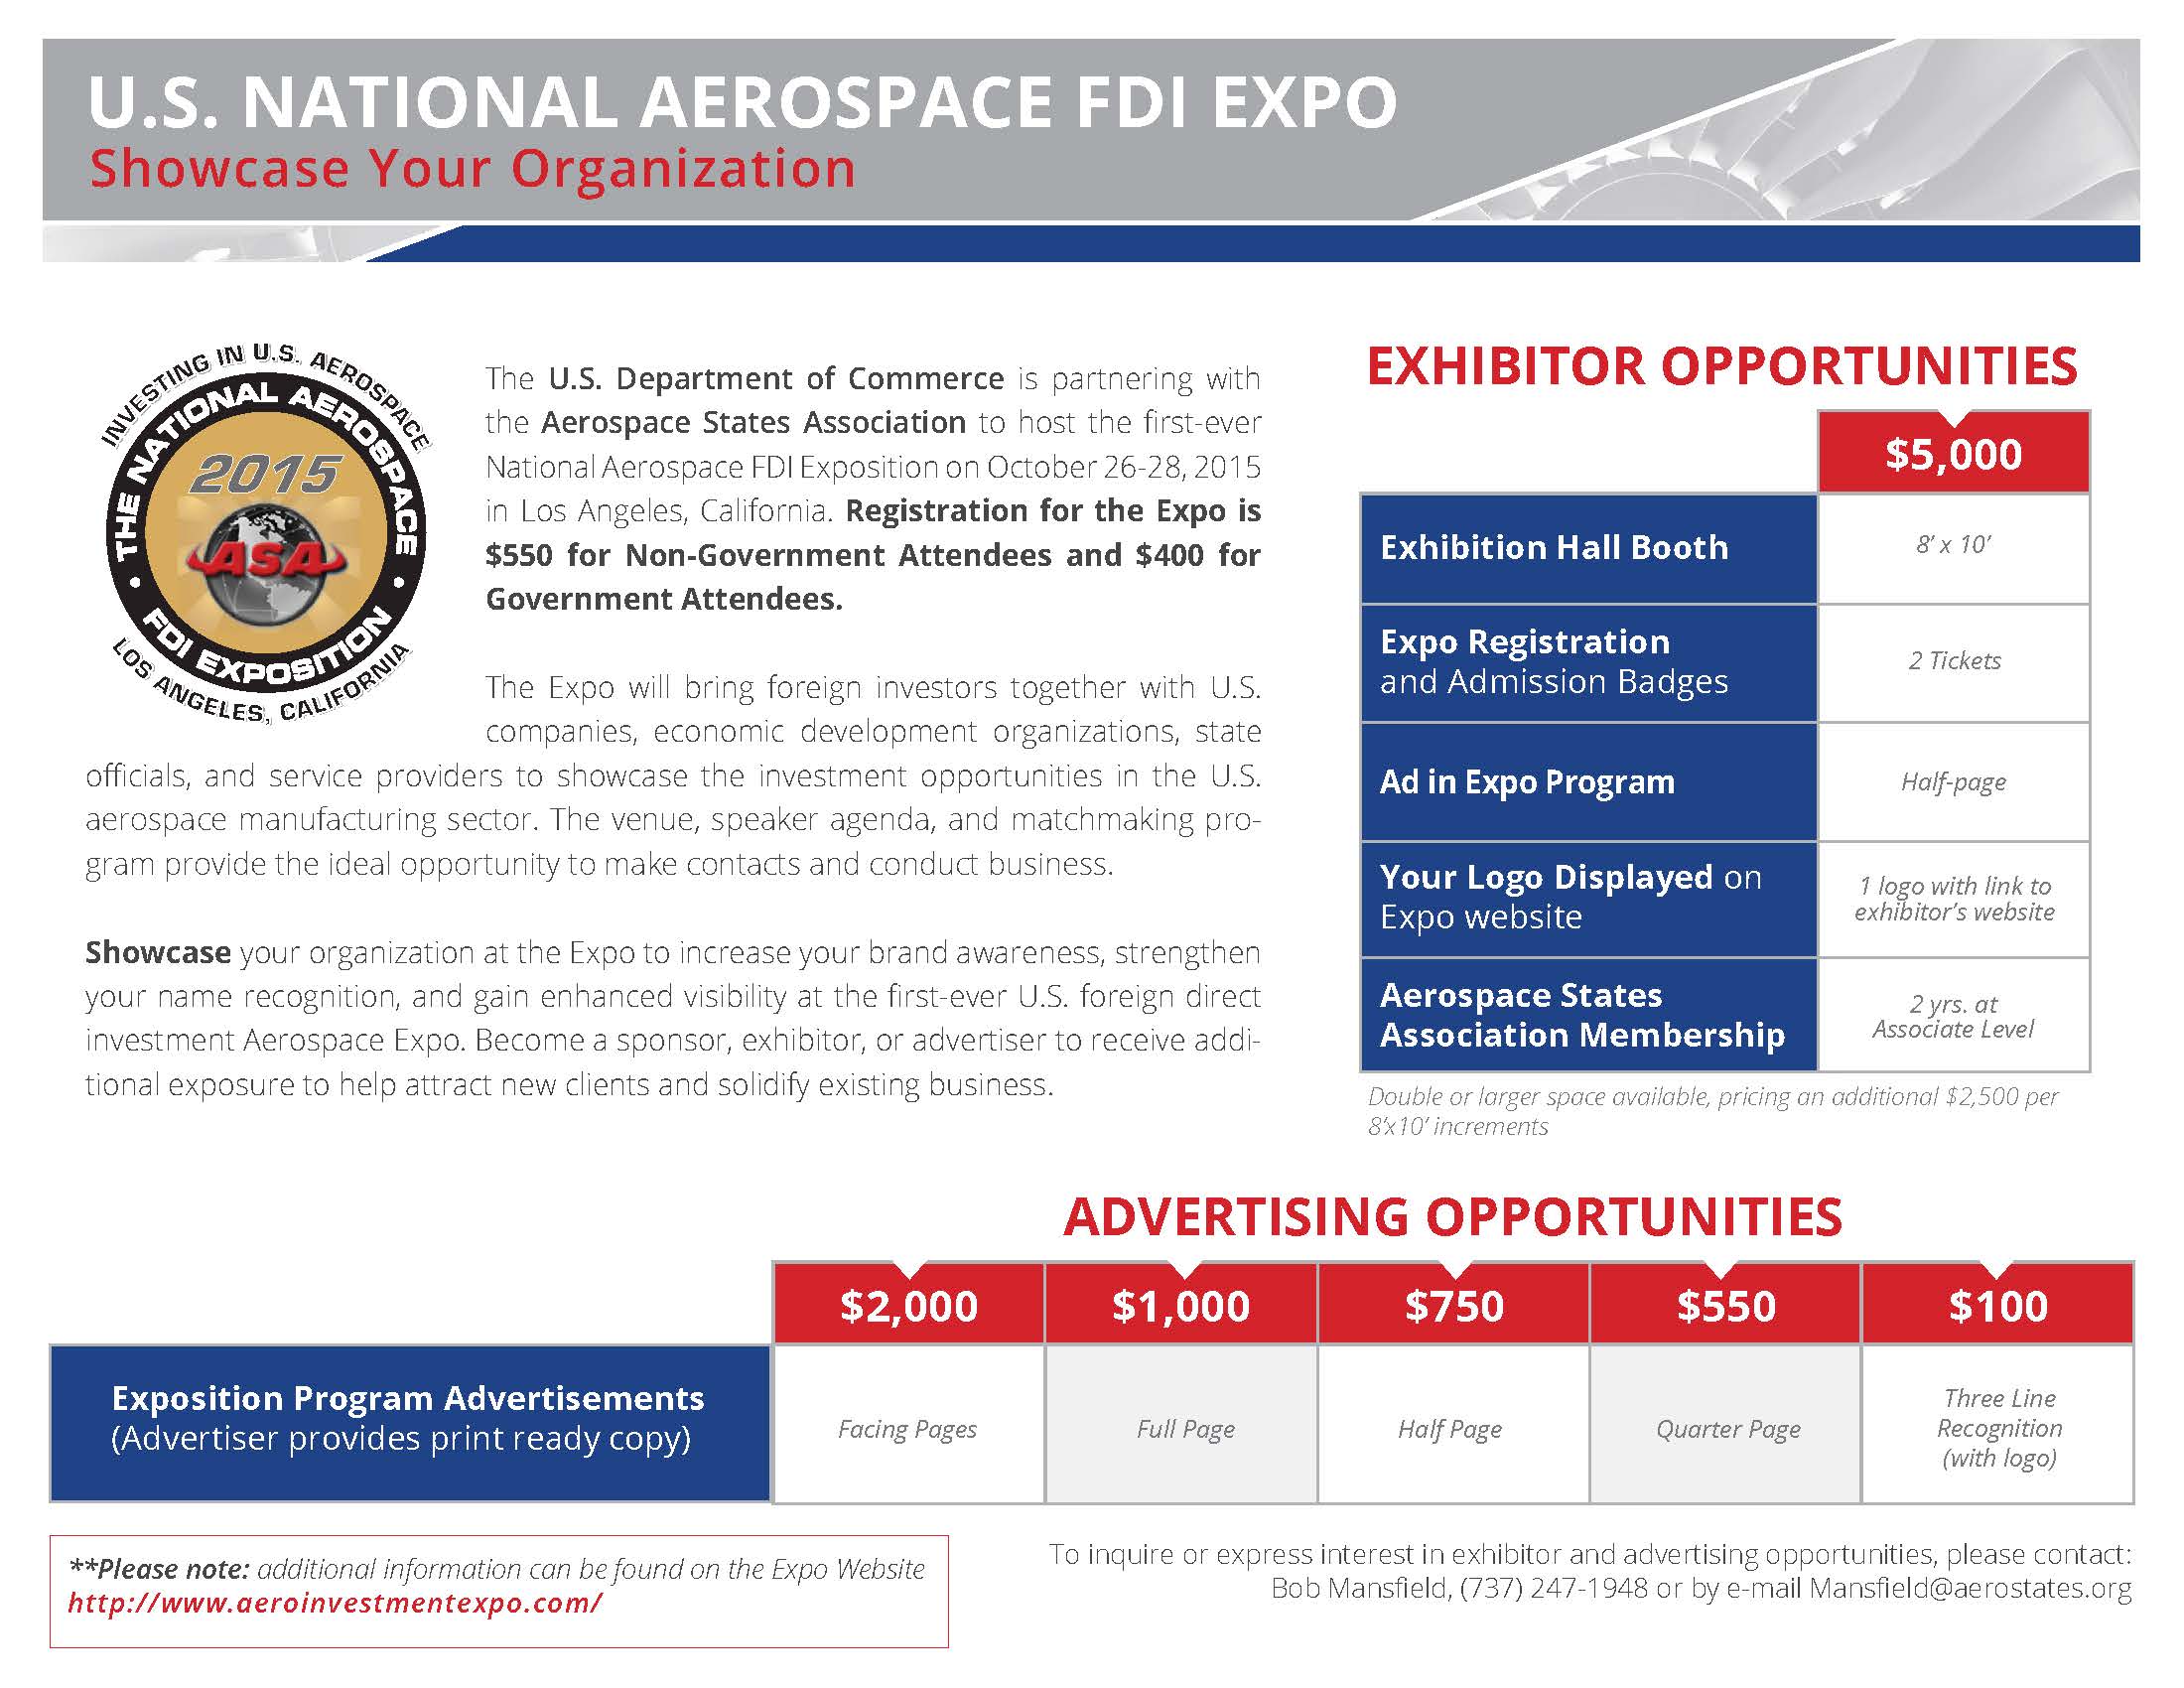 U.S. NATIONAL AEROSPACE FDI EXPO
Showcase Your Organization
INVESTING IN U.S. AEROSPACE
THE NATIONAL AEROSPACE
2015
ASA
• FDI EXPOSITION •
LOS ANGELES, CALIFORNIA
The U.S. Department of Commerce is partnering with
the Aerospace States Association to host the first-ever
National Aerospace FDI Exposition on October 26-28, 2015
in Los Angeles, California. Registration for the Expo is
$550 for Non-Government Attendees and $400 for
Government Attendees.
The Expo will bring foreign investors together with U.S.
companies, economic development organizations, state
officials, and service providers to showcase the investment opportunities in the U.S.
aerospace manufacturing sector. The venue, speaker agenda, and matchmaking pro-
gram provide the ideal opportunity to make contacts and conduct business.
Showcase your organization at the Expo to increase your brand awareness, strengthen
your name recognition, and gain enhanced visibility at the first-ever U.S. foreign direct
investment Aerospace Expo. Become a sponsor, exhibitor, or advertiser to receive addi-
tional exposure to help attract new clients and solidify existing business.
EXHIBITOR OPPORTUNITIES
$5,000
Exhibition Hall Booth
8’ x 10’
Expo Registration
and Admission Badges
2 Tickets
Ad in Expo Program
Half-page
Your Logo Displayed on
Expo website
1 logo with link to
exhibitor’s website
Aerospace States
Association Membership
2 yrs. at
Associate Level
Double or larger space available, pricing an additional $2,500 per
8’x10’ increments
ADVERTISING OPPORTUNITIES
$2,000
$1,000
$750
$550
$100
Exposition Program Advertisements
(Advertiser provides print ready copy)
Facing Pages
Full Page
Half Page
Quarter Page
Three Line
Recognition
(with logo)
**Please note: additional information can be found on the Expo Website
http://www.aeroinvestmentexpo.com/
To inquire or express interest in exhibitor and advertising opportunities, please contact:
Bob Mansfield, (737) 247-1948 or by e-mail Mansfield@aerostates.org